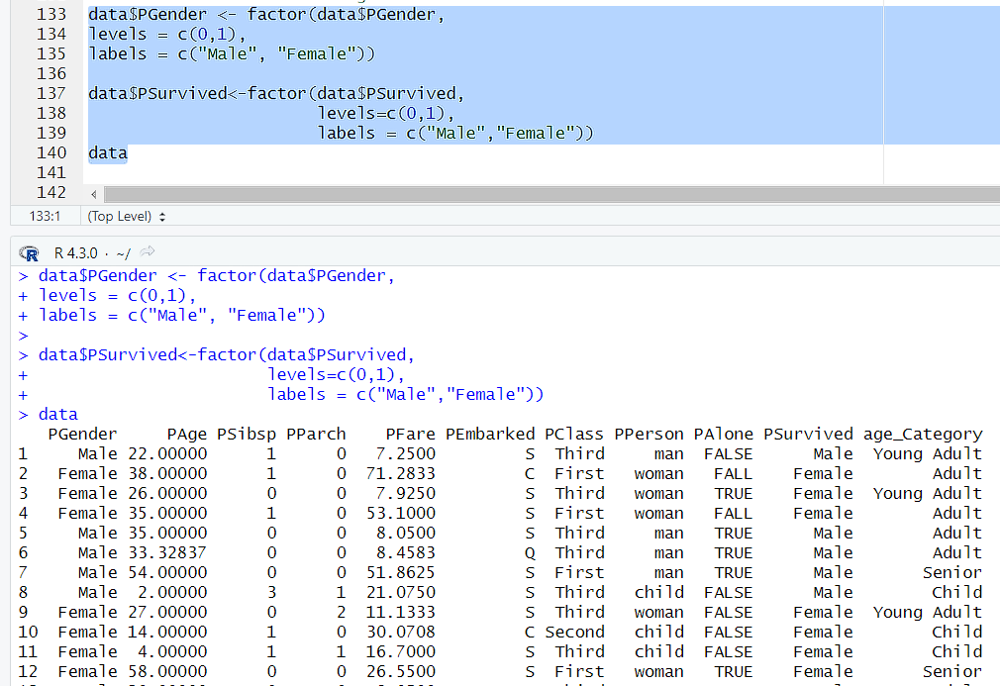 133 data$PGender <- factor(data$PGender,
134 levels = c(0,1),
135 labels = c("Male", "Female"))
136
137 data$PSurvived<-factor(data$PSurvived,
138 levels=c(0,1),
139 labels = c("Male","Female"))
140 data
141
142
133:1 (Top Level)
R R 4.3.0 · ~/
> data$PGender <- factor(data$PGender,
+ levels = c(0,1),
+ labels = c("Male", "Female"))
>
> data$PSurvived<-factor(data$PSurvived,
+ levels=c(0,1),
+ labels = c("Male","Female"))
> data
PGender PAge PSibsp PParch PFare PEmbarked PClass PPerson PAlone PSurvived age_Category
1 Male 22.00000 1 0 7.2500 S Third man FALSE Male Young Adult
2 Female 38.00000 1 0 71.2833 C First woman FALL Female Adult
3 Female 26.00000 0 0 7.9250 S Third woman TRUE Female Young Adult
4 Female 35.00000 1 0 53.1000 S First woman FALL Female Adult
5 Male 35.00000 0 0 8.0500 S Third man TRUE Male Adult
6 Male 33.32837 0 0 8.4583 Q Third man TRUE Male Adult
7 Male 54.00000 0 0 51.8625 S First man TRUE Male Senior
8 Male 2.00000 3 1 21.0750 S Third child FALSE Male Child
9 Female 27.00000 0 2 11.1333 S Third woman FALSE Female Young Adult
10 Female 14.00000 1 0 30.0708 C Second child FALSE Female Child
11 Female 4.00000 1 1 16.7000 S Third child FALSE Female Child
12 Female 58.00000 0 0 26.5500 S First woman TRUE Female Senior